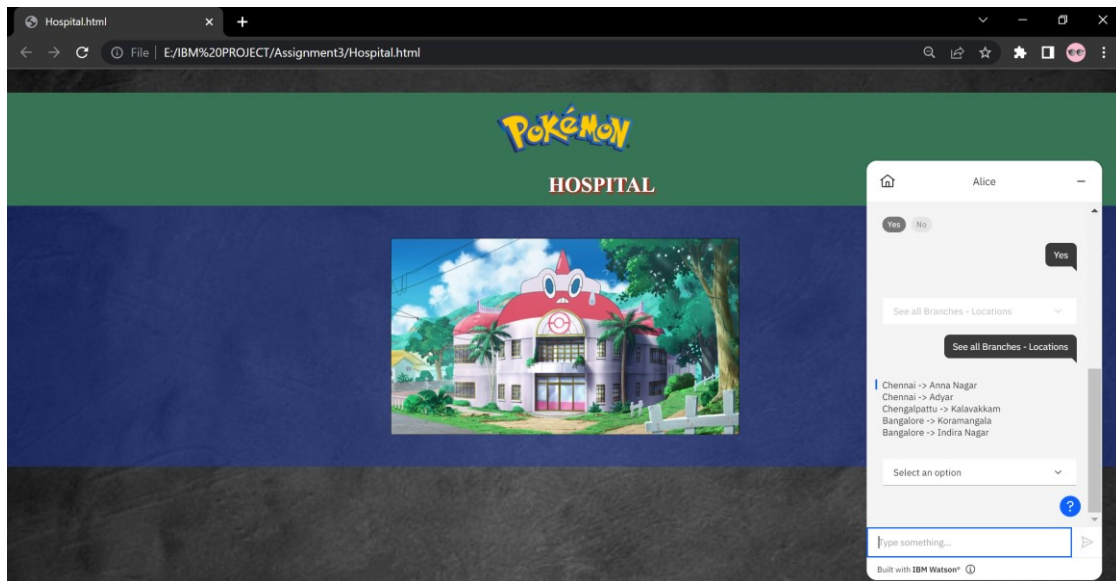 Hospital.html
File | E:/IBM%20PROJECT/Assignment3/Hospital.html
POKÉMON
HOSPITAL
Alice
Yes No
Yes
See all Branches - Locations
See all Branches - Locations
Chennai -> Anna Nagar
Chennai -> Adyar
Chengalpattu -> Kalavakkam
Bangalore -> Koramangala
Bangalore -> Indira Nagar
Select an option
?
Type something...
Built with IBM Watson®